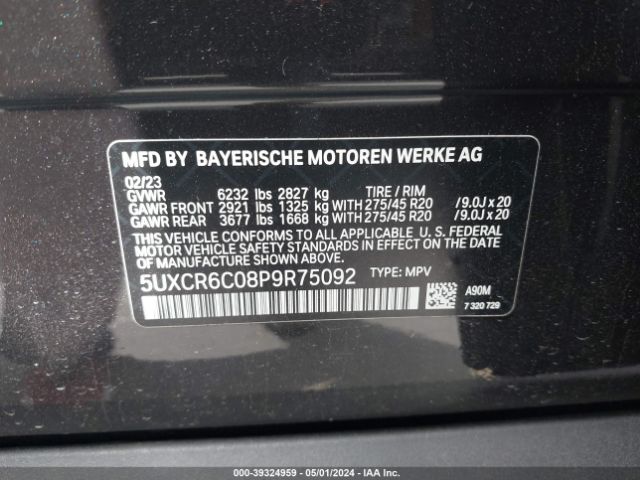 MFD BY BAYERISCHE MOTOREN WERKE AG
02/23
GVWR 6232 lbs 2827 kg TIRE / RIM
GAWR FRONT 2921 lbs 1325 kg WITH 275/45 R20 / 9.0J x 20
GAWR REAR 3677 lbs 1668 kg WITH 275/45 R20 / 9.0J x 20
THIS VEHICLE CONFORMS TO ALL APPLICABLE U. S. FEDERAL
MOTOR VEHICLE SAFETY STANDARDS IN EFFECT ON THE DATE
OF MANUFACTURE SHOWN ABOVE.
5UXCR6C08P9R75092 TYPE: MPV
A90M
7 320 729
000-39324959 - 05/01/2024 - IAA Inc.